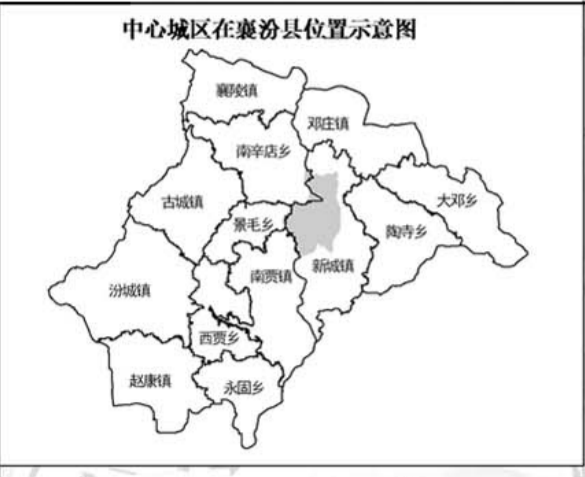 中心城区在襄汾县位置示意图
襄陵镇
邓庄镇
南辛店乡
大邓乡
古城镇
景毛乡
陶寺乡
新城镇
南贾镇
汾城镇
西贾乡
赵康镇
永固乡